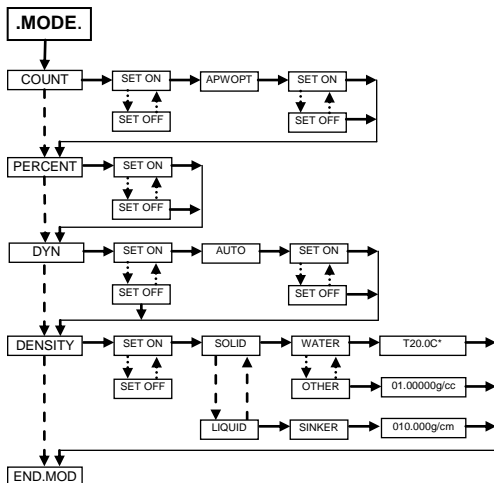 .MODE.
COUNT SET ON APWOPT SET ON
SET OFF SET OFF
PERCENT SET ON
SET OFF
DYN SET ON AUTO SET ON
SET OFF SET OFF
DENSITY SET ON SOLID WATER T20.0C*
SET OFF OTHER 01.00000g/cc
LIQUID SINKER 010.000g/cm
END.MOD